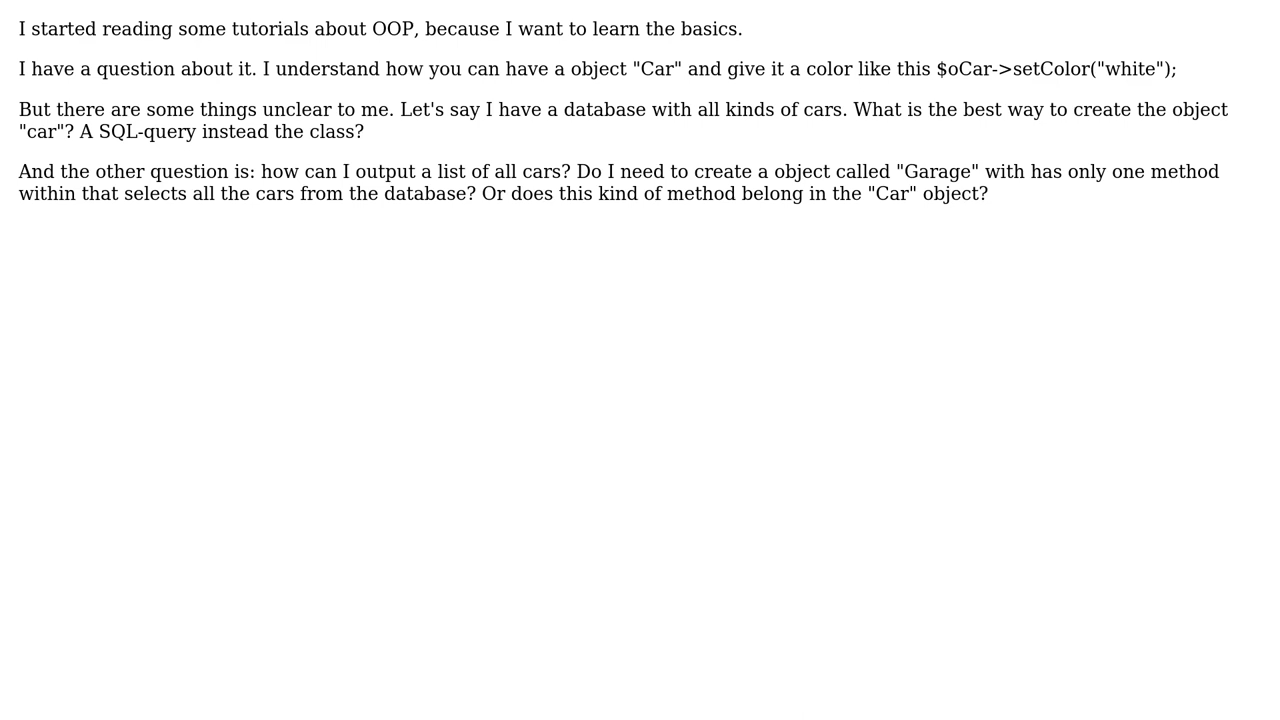 I started reading some tutorials about OOP, because I want to learn the basics.
I have a question about it. I understand how you can have a object "Car" and give it a color like this $oCar->setColor("white");
But there are some things unclear to me. Let's say I have a database with all kinds of cars. What is the best way to create the object
"car"? A SQL-query instead the class?
And the other question is: how can I output a list of all cars? Do I need to create a object called "Garage" with has only one method
within that selects all the cars from the database? Or does this kind of method belong in the "Car" object?